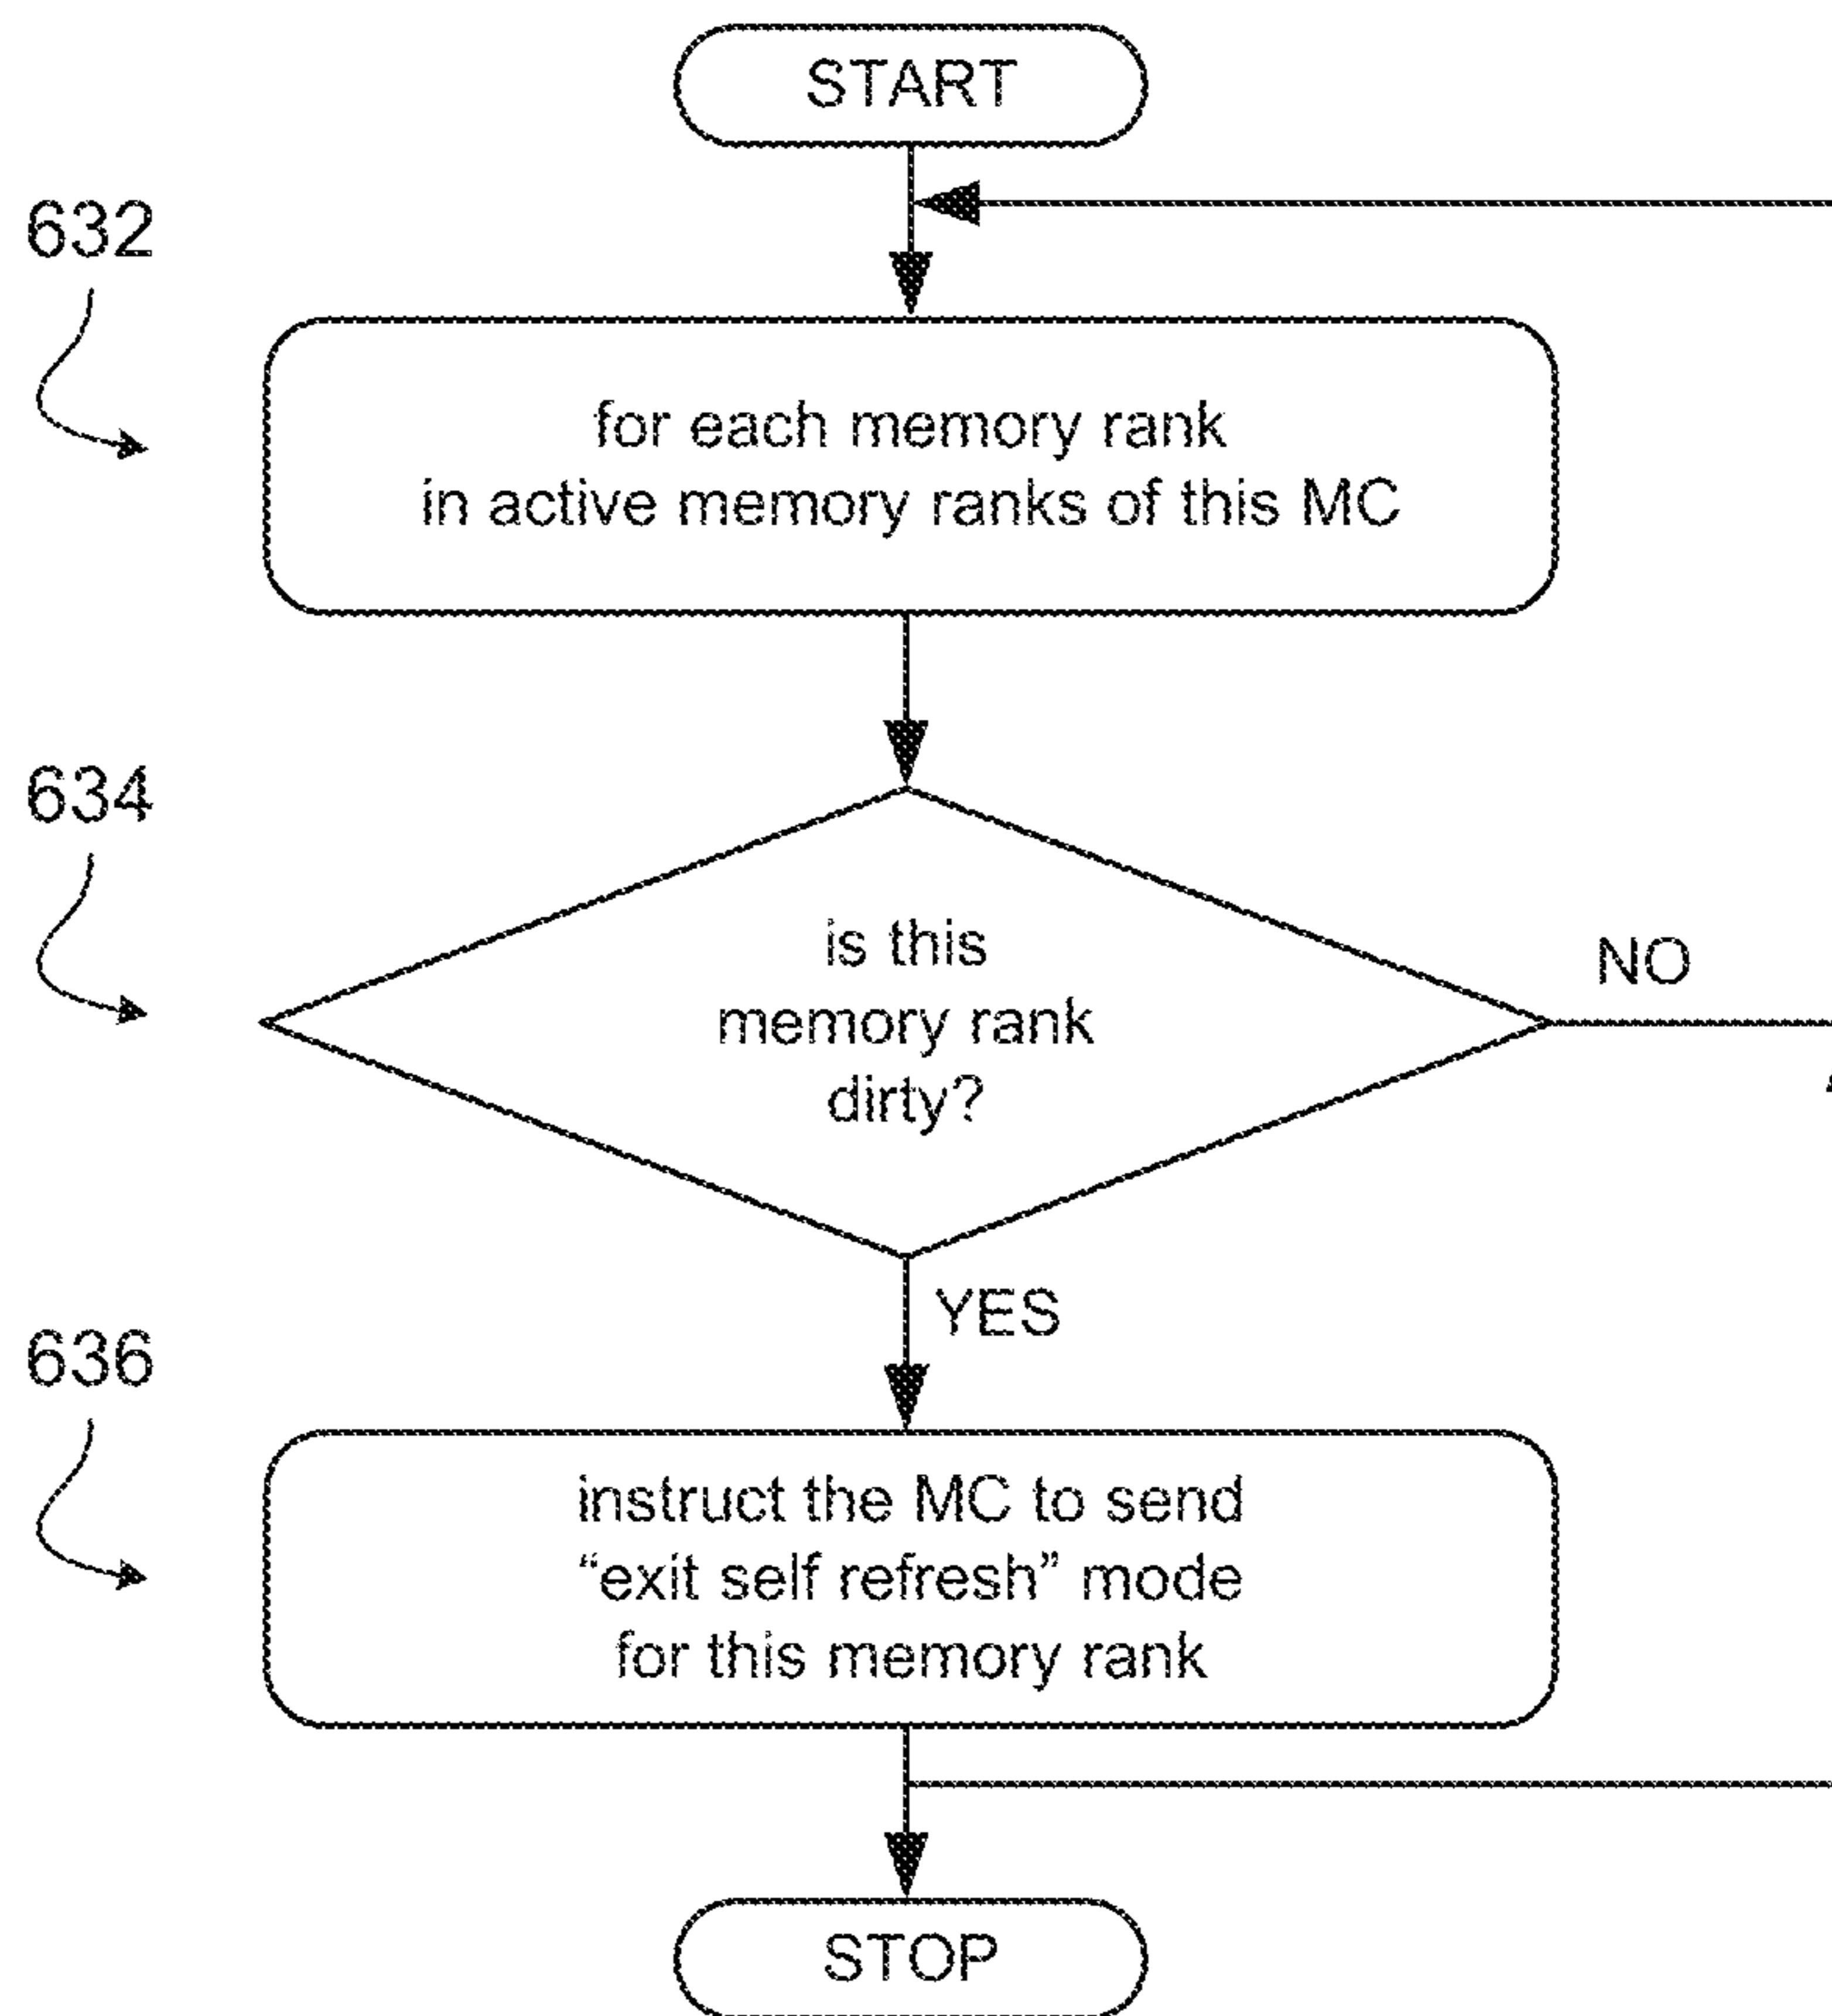 START
632
for each memory rank
in active memory ranks of this MC
634
is this
memory rank
dirty?
NO
YES
636
instruct the MC to send
“exit self refresh” mode
for this memory rank
STOP